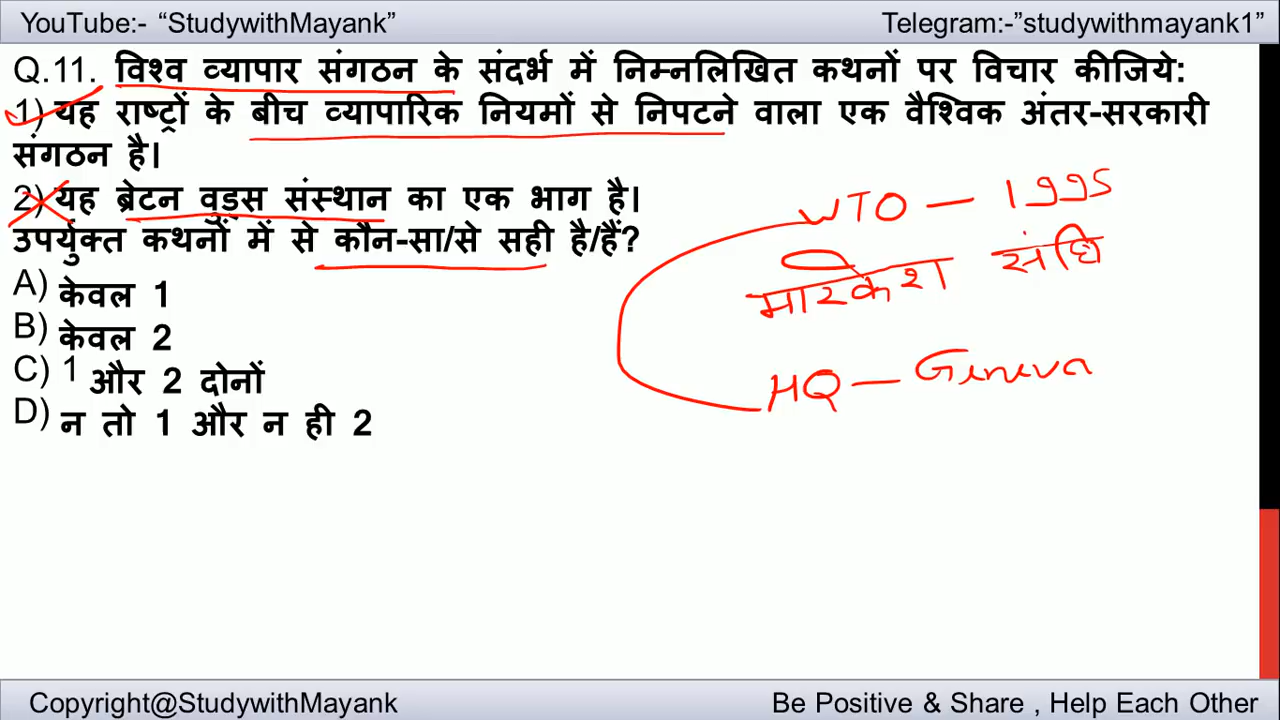 YouTube:- “StudywithMayank”
Telegram:-”studywithmayank1”
Q.11. विश्व व्यापार संगठन के संदर्भ में निम्नलिखित कथनों पर विचार कीजिये:
1) यह राष्ट्रों के बीच व्यापारिक नियमों से निपटने वाला एक वैश्विक अंतर-सरकारी
संगठन है।
2) यह ब्रेटन वुड्स संस्थान का एक भाग है।
उपर्युक्त कथनों में से कौन-सा/से सही है/हैं?
A) केवल 1
B) केवल 2
C) 1 और 2 दोनों
D) न तो 1 और न ही 2
WTO – 1995
मारकेश संधि
HQ – Geneva
Copyright@StudywithMayank
Be Positive & Share , Help Each Other